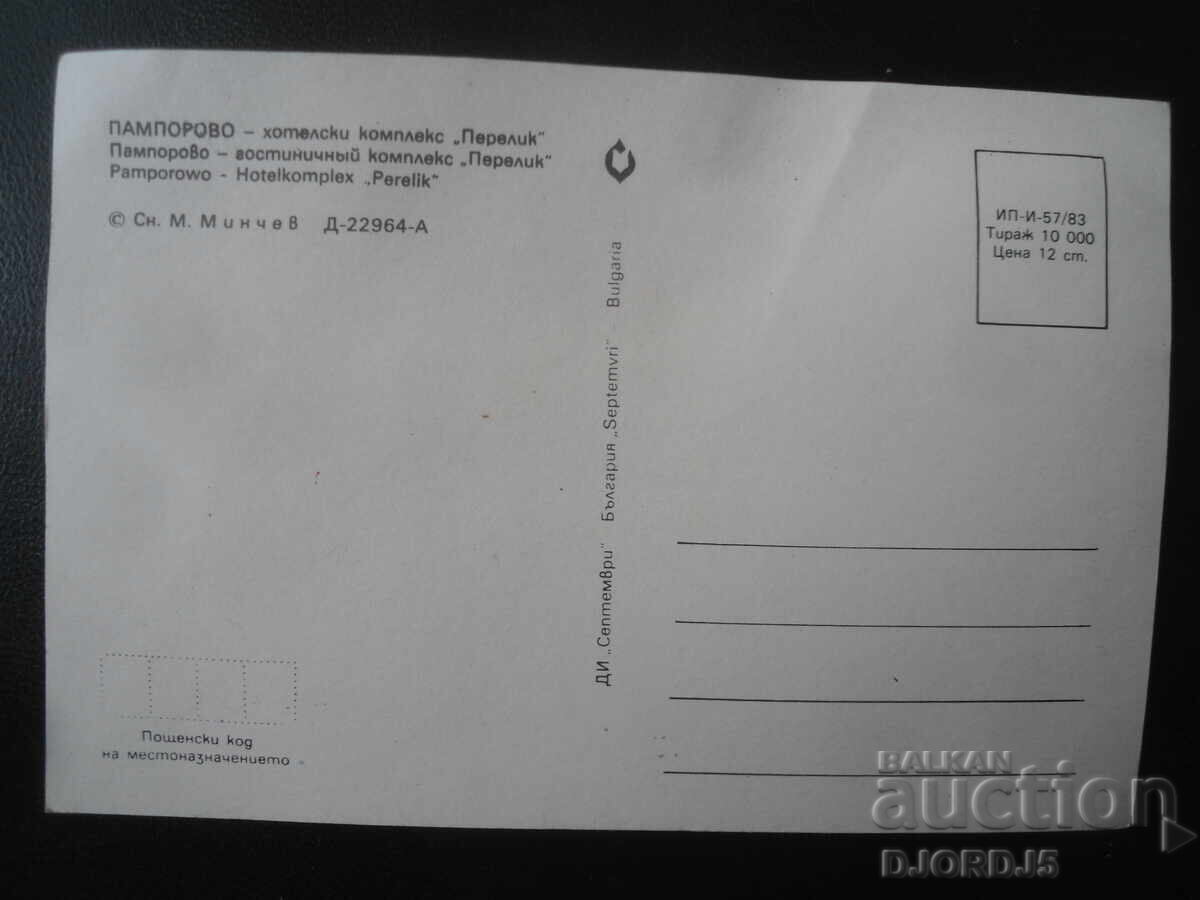 ПАМПОРОВО – хотелски комплекс „Перелик“
Пампорово – гостиничный комплекс „Перелик“
Pamporowo - Hotelkomplex „Perelik“
© Сн. М. Минчев Д-22964-А
ИП-И-57/83
Тираж 10 000
Цена 12 ст.
ДИ „Септември“ България „Septemvri“ Bulgaria
Пощенски код
на местоназначението
BALKAN
auction
DJORDJ5